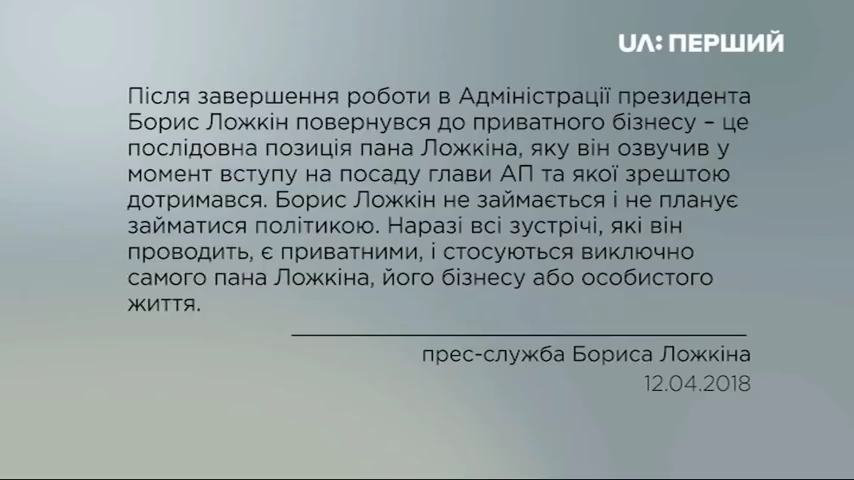 UA: ПЕРШИЙ
Після завершення роботи в Адміністрації президента
Борис Ложкін повернувся до приватного бізнесу – це
послідовна позиція пана Ложкіна, яку він озвучив у
момент вступу на посаду глави АП та якої зрештою
дотримався. Борис Ложкін не займається і не планує
займатися політикою. Наразі всі зустрічі, які він
проводить, є приватними, і стосуються виключно
самого пана Ложкіна, його бізнесу або особистого
життя.
прес-служба Бориса Ложкіна
12.04.2018